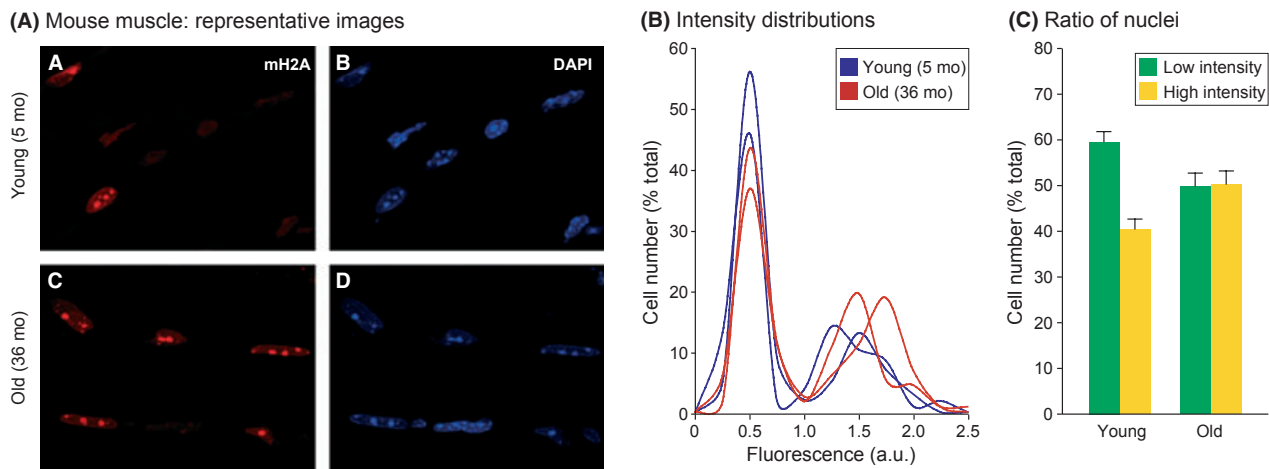 (A) Mouse muscle: representative images
Young (5 mo)
Old (36 mo)
A
mH2A
B
DAPI
C
D
(B) Intensity distributions
Cell number (% total)
60
50
40
30
20
10
0
Young (5 mo)
Old (36 mo)
0 0.5 1.0 1.5 2.0 2.5
Fluorescence (a.u.)
(C) Ratio of nuclei
Cell number (% total)
80
70
60
50
40
30
20
10
0
Low intensity
High intensity
Young Old